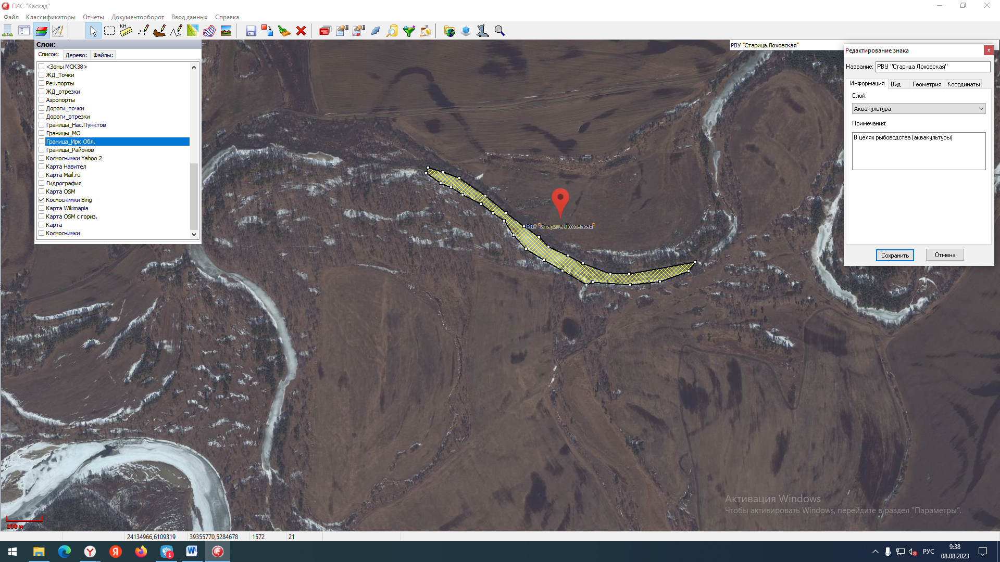 ГИС "Каскад"
Файл Классификаторы Отчеты Документооборот Ввод данных Справка
КМ
МДВ
Слои:
Список: Дерево: Файлы:
<Зоны МСК38>
ЖД_Точки
Реч.порты
ЖД_отрезки
Аэропорты
Дороги_точки
Дороги_отрезки
Границы_Нас.Пунктов
Границы_МО
Граница_Ирк.Обл.
Границы_Районов
Космоснимки Yahoo 2
Карта Навител
Карта Mail.ru
Гидрография
Карта OSM
Космоснимки Bing
Карта Wikimapia
Карта OSM с гориз.
Карта
Космоснимки
РВУ "Старица Лоховская"
РВУ "Старица Лоховская"
Редактирование знака
Название: РВУ "Старица Лоховская"
Информация Вид Геометрия Координаты
Слой:
Аквакультура
Примечания:
В целях рыбоводства (аквакультуры)
Сохранить Отмена
Активация Windows
Чтобы активировать Windows, перейдите в раздел "Параметры".
100 м
24134966,6109319 39355770,5284678 1572 21
1
РУС
9:38
08.08.2023